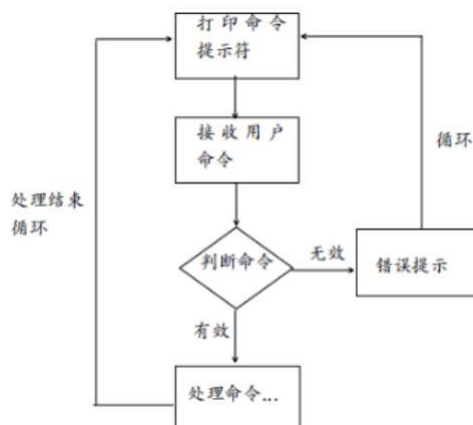 打印命令
提示符
接收用户
命令
循环
处理结束
循环
判断命令
无效
错误提示
有效
处理命令...